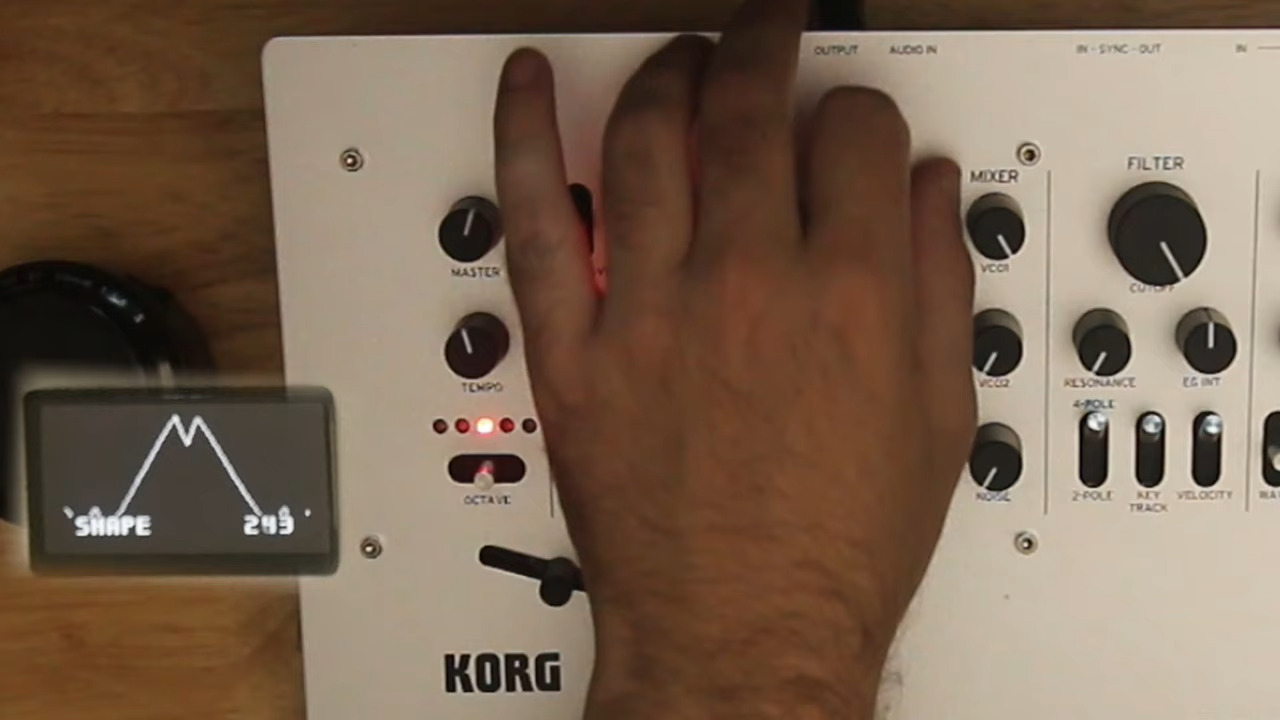 OUTPUT
AUDIO IN
IN - SYNC - OUT
IN
MASTER
TEMPO
OCTAVE
KORG
SHAPE 243
MIXER
VCO1
VCO2
NOISE
FILTER
CUTOFF
RESONANCE
EG INT
4-POLE
2-POLE
KEY
TRACK
VELOCITY